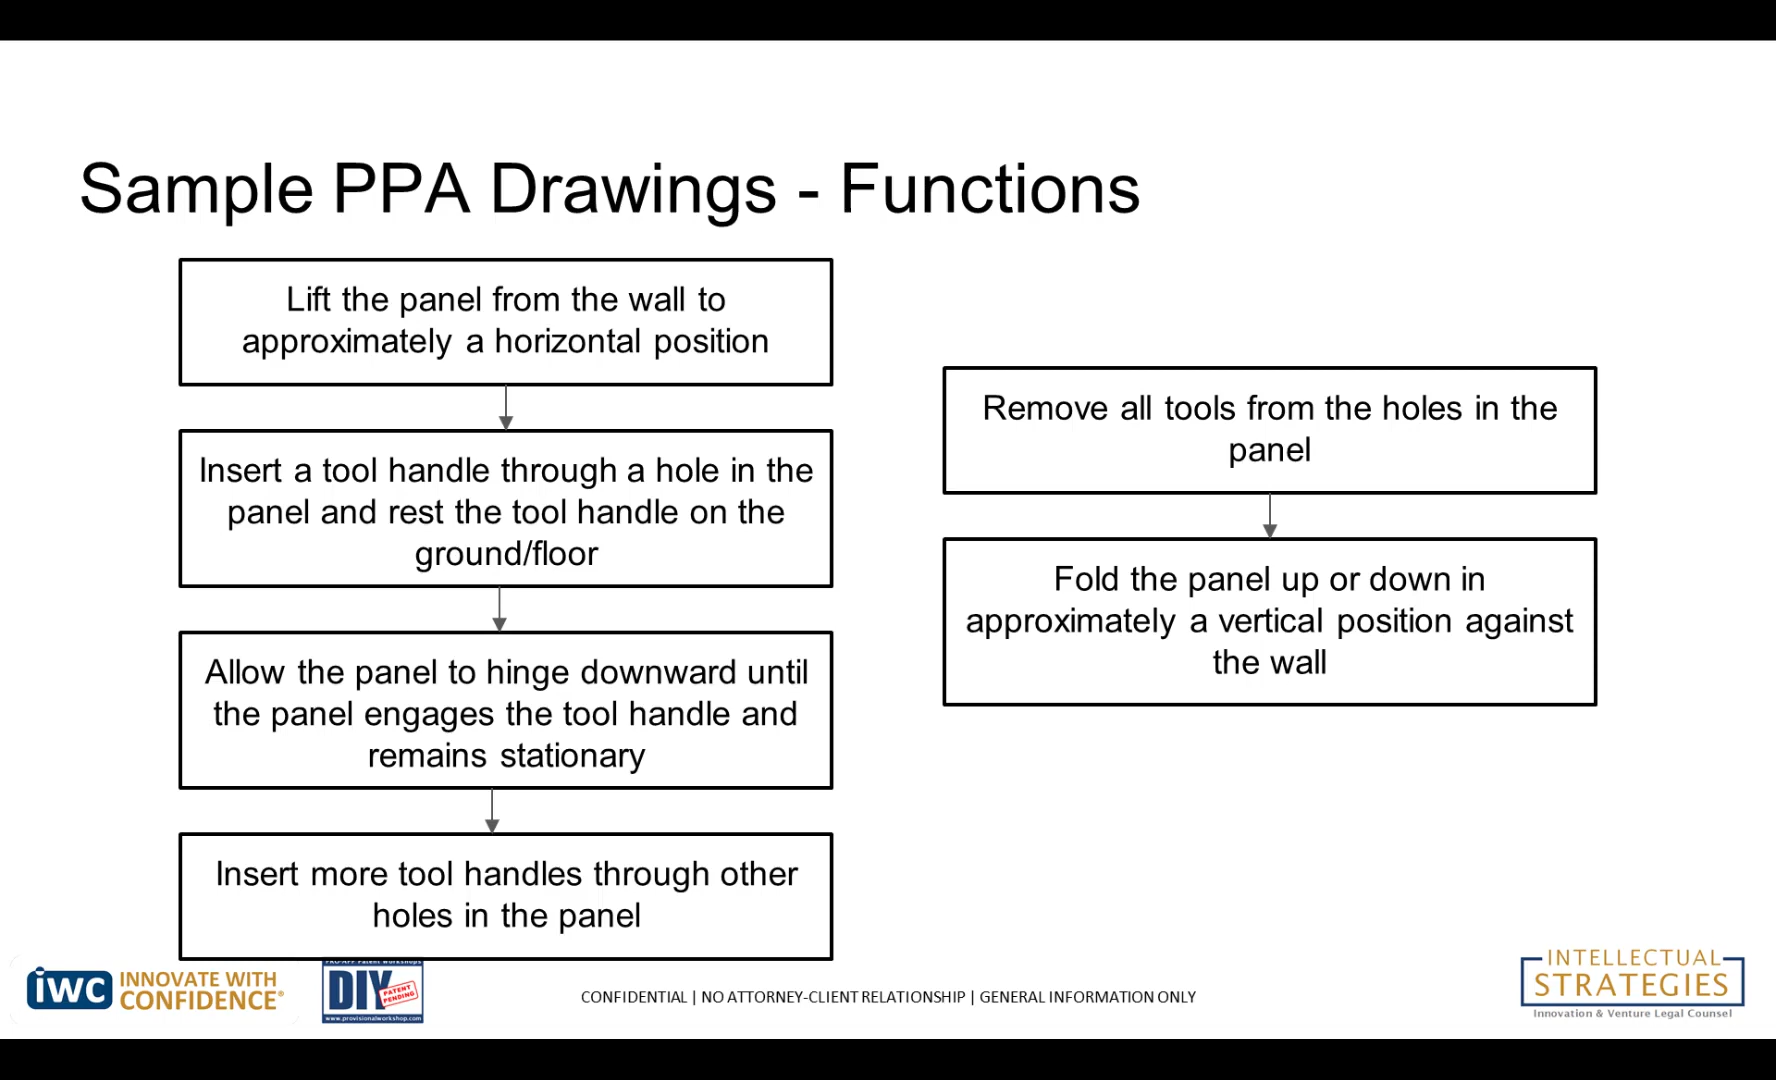 Sample PPA Drawings - Functions
Lift the panel from the wall to
approximately a horizontal position
Insert a tool handle through a hole in the
panel and rest the tool handle on the
ground/floor
Allow the panel to hinge downward until
the panel engages the tool handle and
remains stationary
Insert more tool handles through other
holes in the panel
Remove all tools from the holes in the
panel
Fold the panel up or down in
approximately a vertical position against
the wall
iwc INNOVATE WITH
CONFIDENCE®
PRO-APP Patent Workshops
DIY
PATENT
PENDING
www.provisionalworkshop.com
CONFIDENTIAL | NO ATTORNEY-CLIENT RELATIONSHIP | GENERAL INFORMATION ONLY
INTELLECTUAL
STRATEGIES
Innovation & Venture Legal Counsel